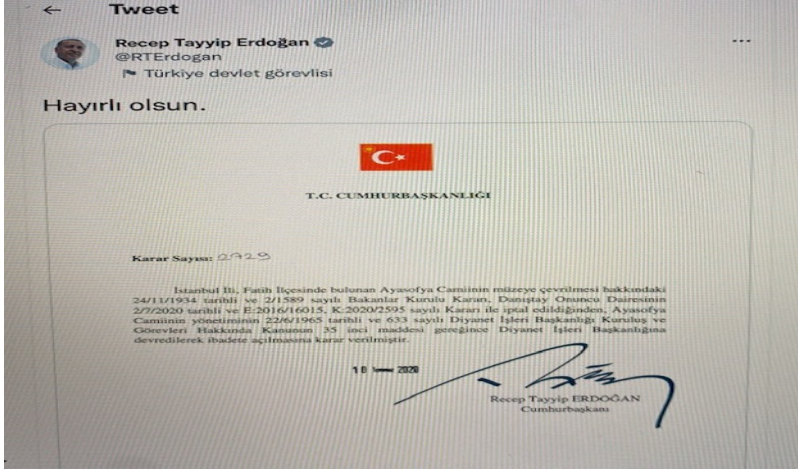 Tweet
Recep Tayyip Erdoğan
@RTErdogan
Türkiye devlet görevlisi
Hayırlı olsun.
T.C. CUMHURBAŞKANLIĞI
Karar Sayısı: 2729
İstanbul İli, Fatih İlçesinde bulunan Ayasofya Camiinin müzeye çevrilmesi hakkındaki
24/11/1934 tarihli ve 2/1589 sayılı Bakanlar Kurulu Kararı, Danıştay Onuncu Dairesinin
2/7/2020 tarihli ve E:2016/16015, K:2020/2595 sayılı Kararı ile iptal edildiğinden, Ayasofya
Camiinin yönetiminin 22/6/1965 tarihli ve 633 sayılı Diyanet İşleri Başkanlığı Kuruluş ve
Görevleri Hakkında Kanunun 35 inci maddesi gereğince Diyanet İşleri Başkanlığına
devredilerek ibadete açılmasına karar verilmiştir.
10 2020
Recep Tayyip ERDOĞAN
Cumhurbaşkanı